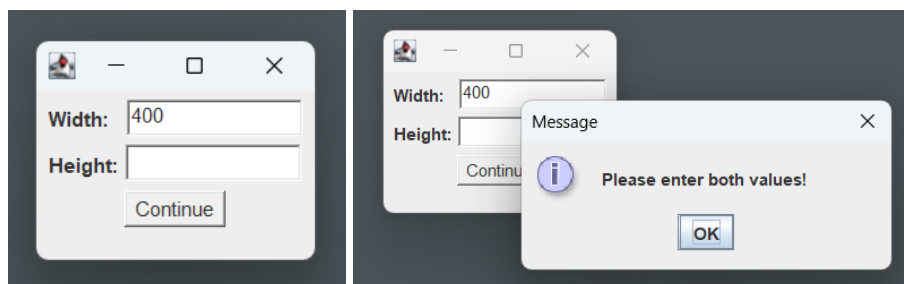 Width: 400
Height:
Continue
Width: 400
Height:
Continu
Message
Please enter both values!
OK